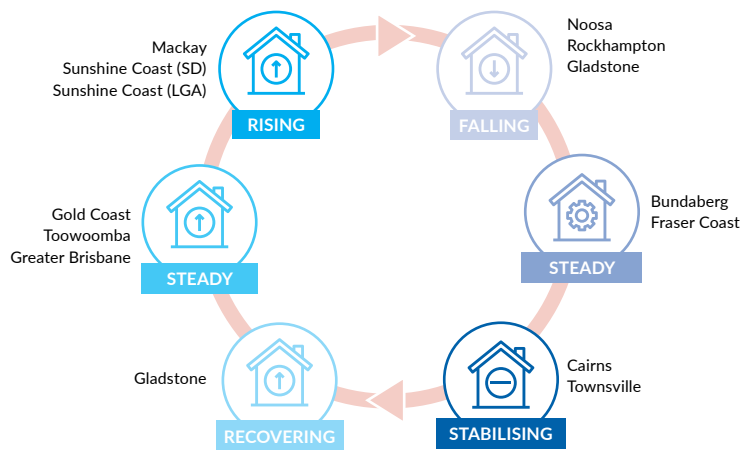 Mackay
Sunshine Coast (SD)
Sunshine Coast (LGA)
RISING
Noosa
Rockhampton
Gladstone
FALLING
Bundaberg
Fraser Coast
STEADY
Cairns
Townsville
STABILISING
Gladstone
RECOVERING
Gold Coast
Toowoomba
Greater Brisbane
STEADY